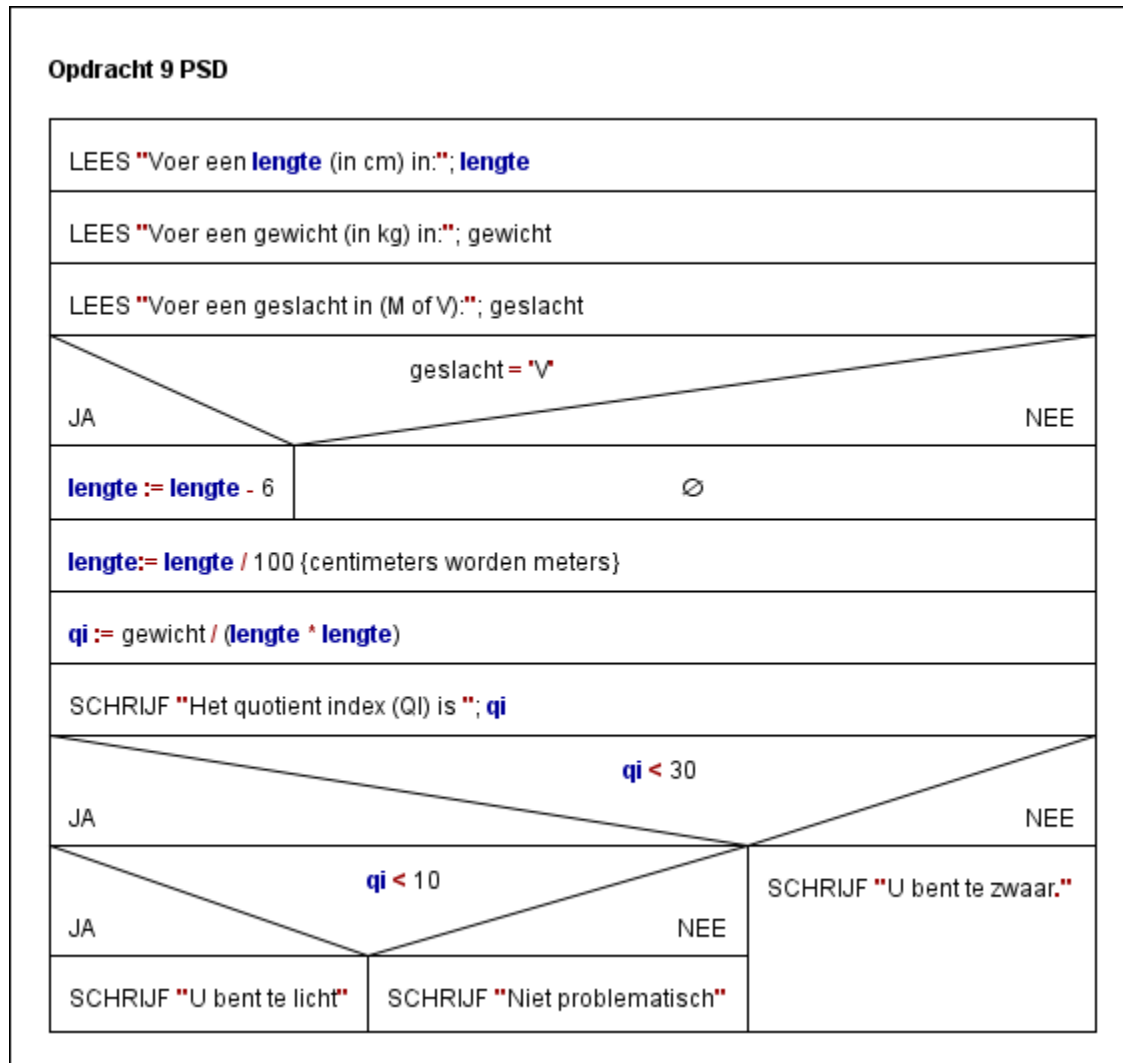 Opdracht 9 PSD
LEES "Voer een lengte (in cm) in:"; lengte
LEES "Voer een gewicht (in kg) in:"; gewicht
LEES "Voer een geslacht in (M of V):"; geslacht
geslacht = 'V'
JA
NEE
lengte := lengte - 6
∅
lengte:= lengte / 100 {centimeters worden meters}
qi := gewicht / (lengte * lengte)
SCHRIJF "Het quotient index (QI) is "; qi
qi < 30
JA
NEE
qi < 10
SCHRIJF "U bent te zwaar."
JA
NEE
SCHRIJF "U bent te licht"
SCHRIJF "Niet problematisch"